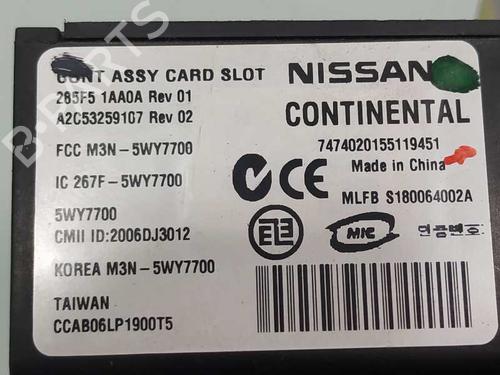 CONT ASSY CARD SLOT
NISSAN
285F5 1AA0A Rev 01
A2C53259107 Rev 02
CONTINENTAL
7474020155119451
FCC M3N-5WY7700
Made in China
IC 267F-5WY7700
CE
MLFB S180064002A
5WY7700
CMII ID:2006DJ3012
MIC
인증번호
KOREA M3N-5WY7700
TAIWAN
CCAB06LP1900T5
B-PARTS